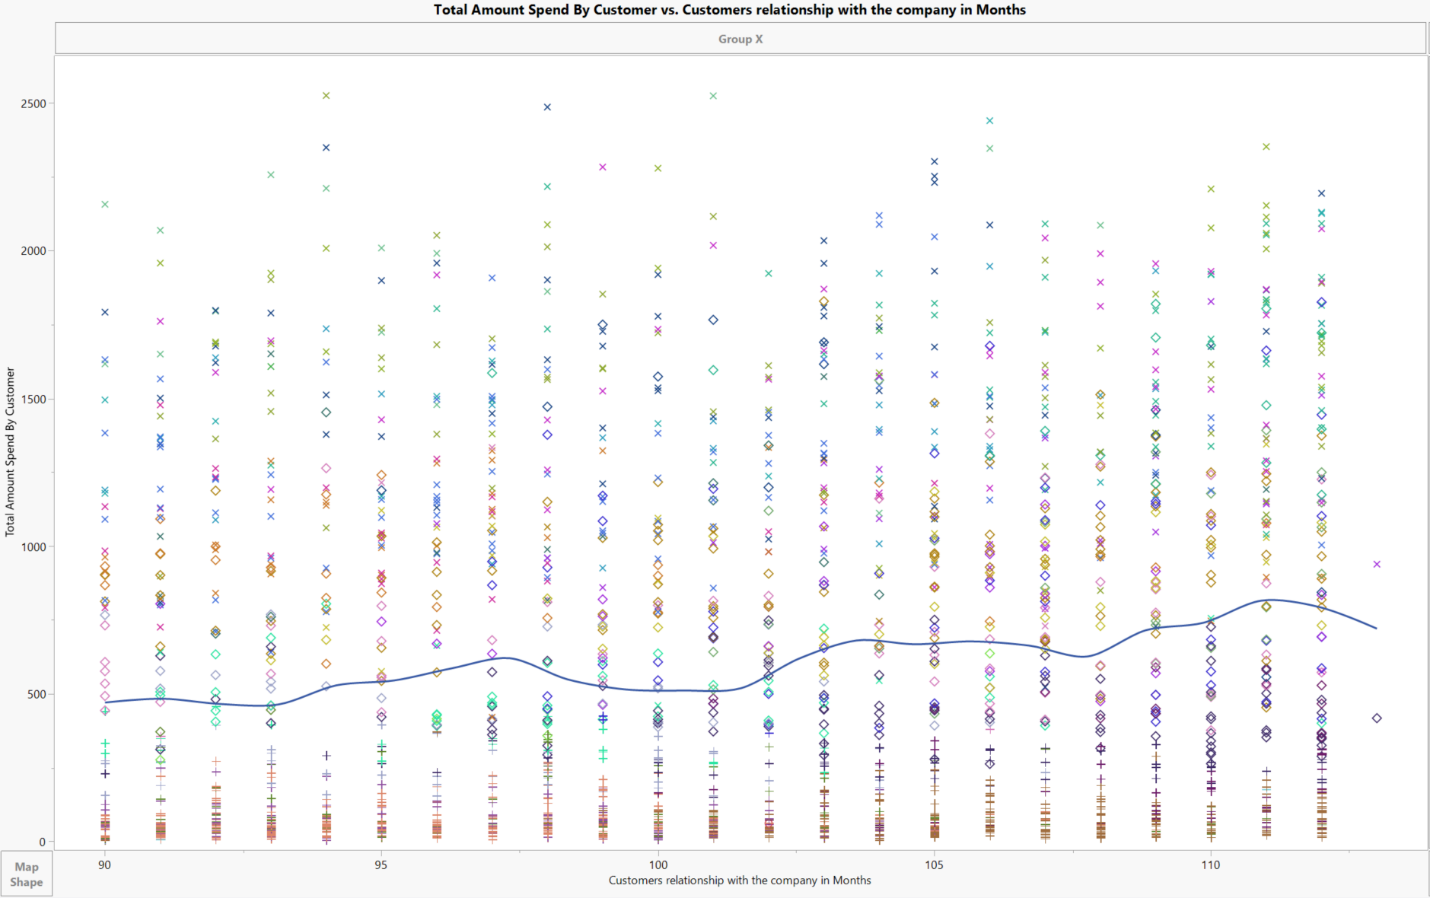 Total Amount Spend By Customer vs. Customers relationship with the company in Months
Group X
Total Amount Spend By Customer
2500
2000
1500
1000
500
0
90
95
100
105
110
Customers relationship with the company in Months
Map
Shape